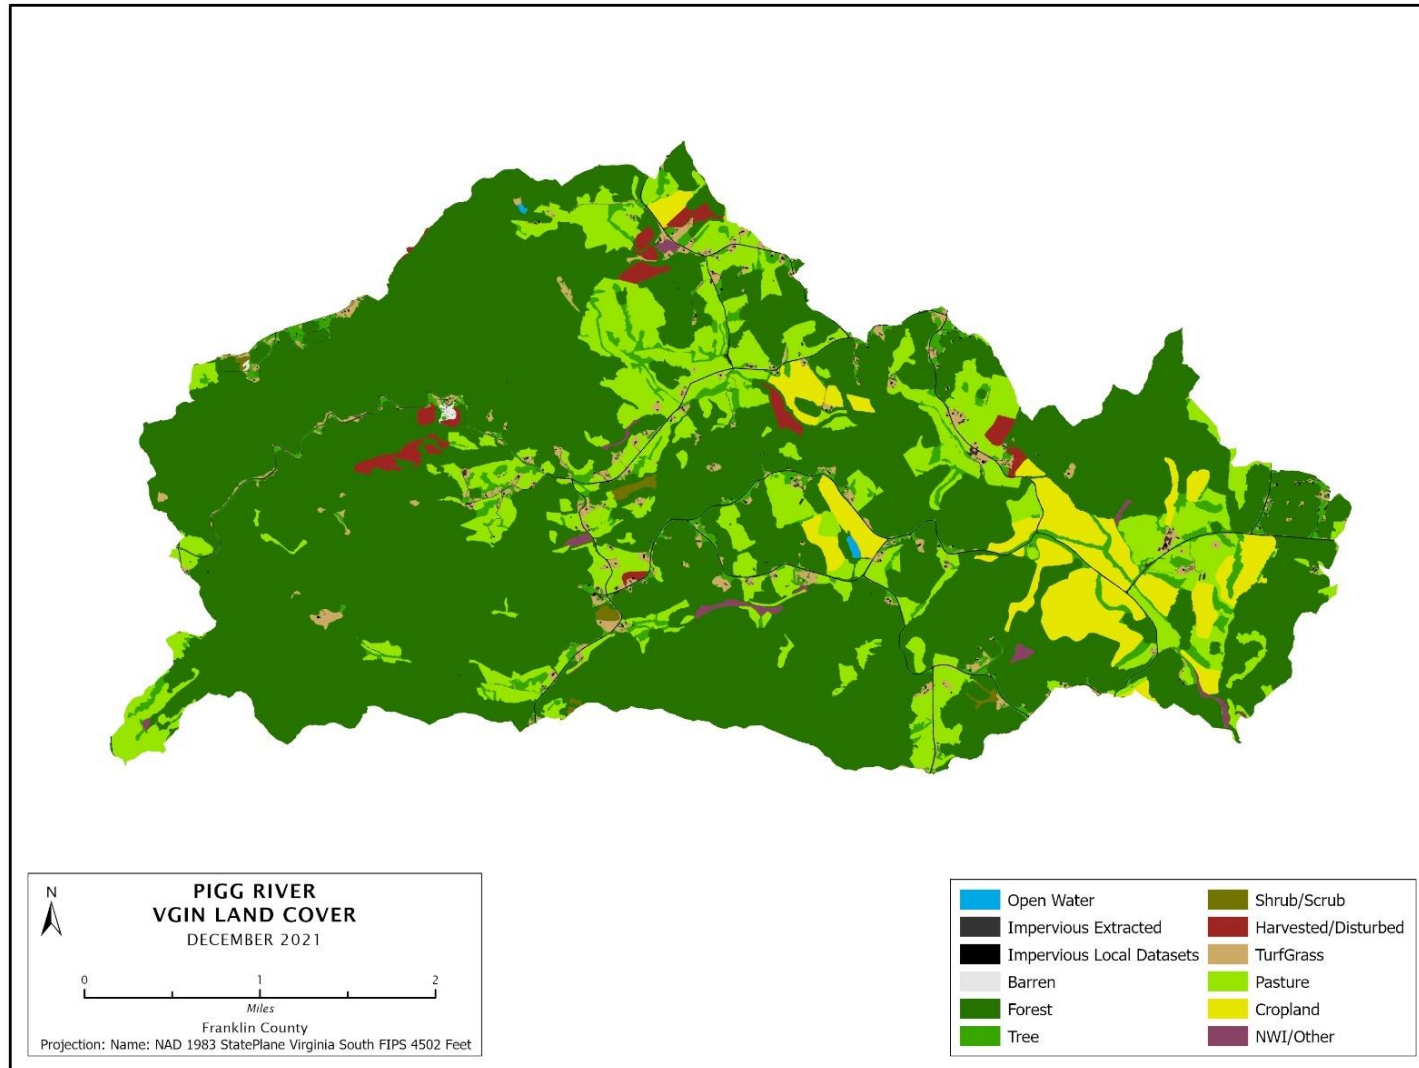 N
PIGG RIVER
VGIN LAND COVER
DECEMBER 2021
0 1 2
Miles
Franklin County
Projection: Name: NAD 1983 StatePlane Virginia South FIPS 4502 Feet
Open Water
Impervious Extracted
Impervious Local Datasets
Barren
Forest
Tree
Shrub/Scrub
Harvested/Disturbed
TurfGrass
Pasture
Cropland
NWI/Other